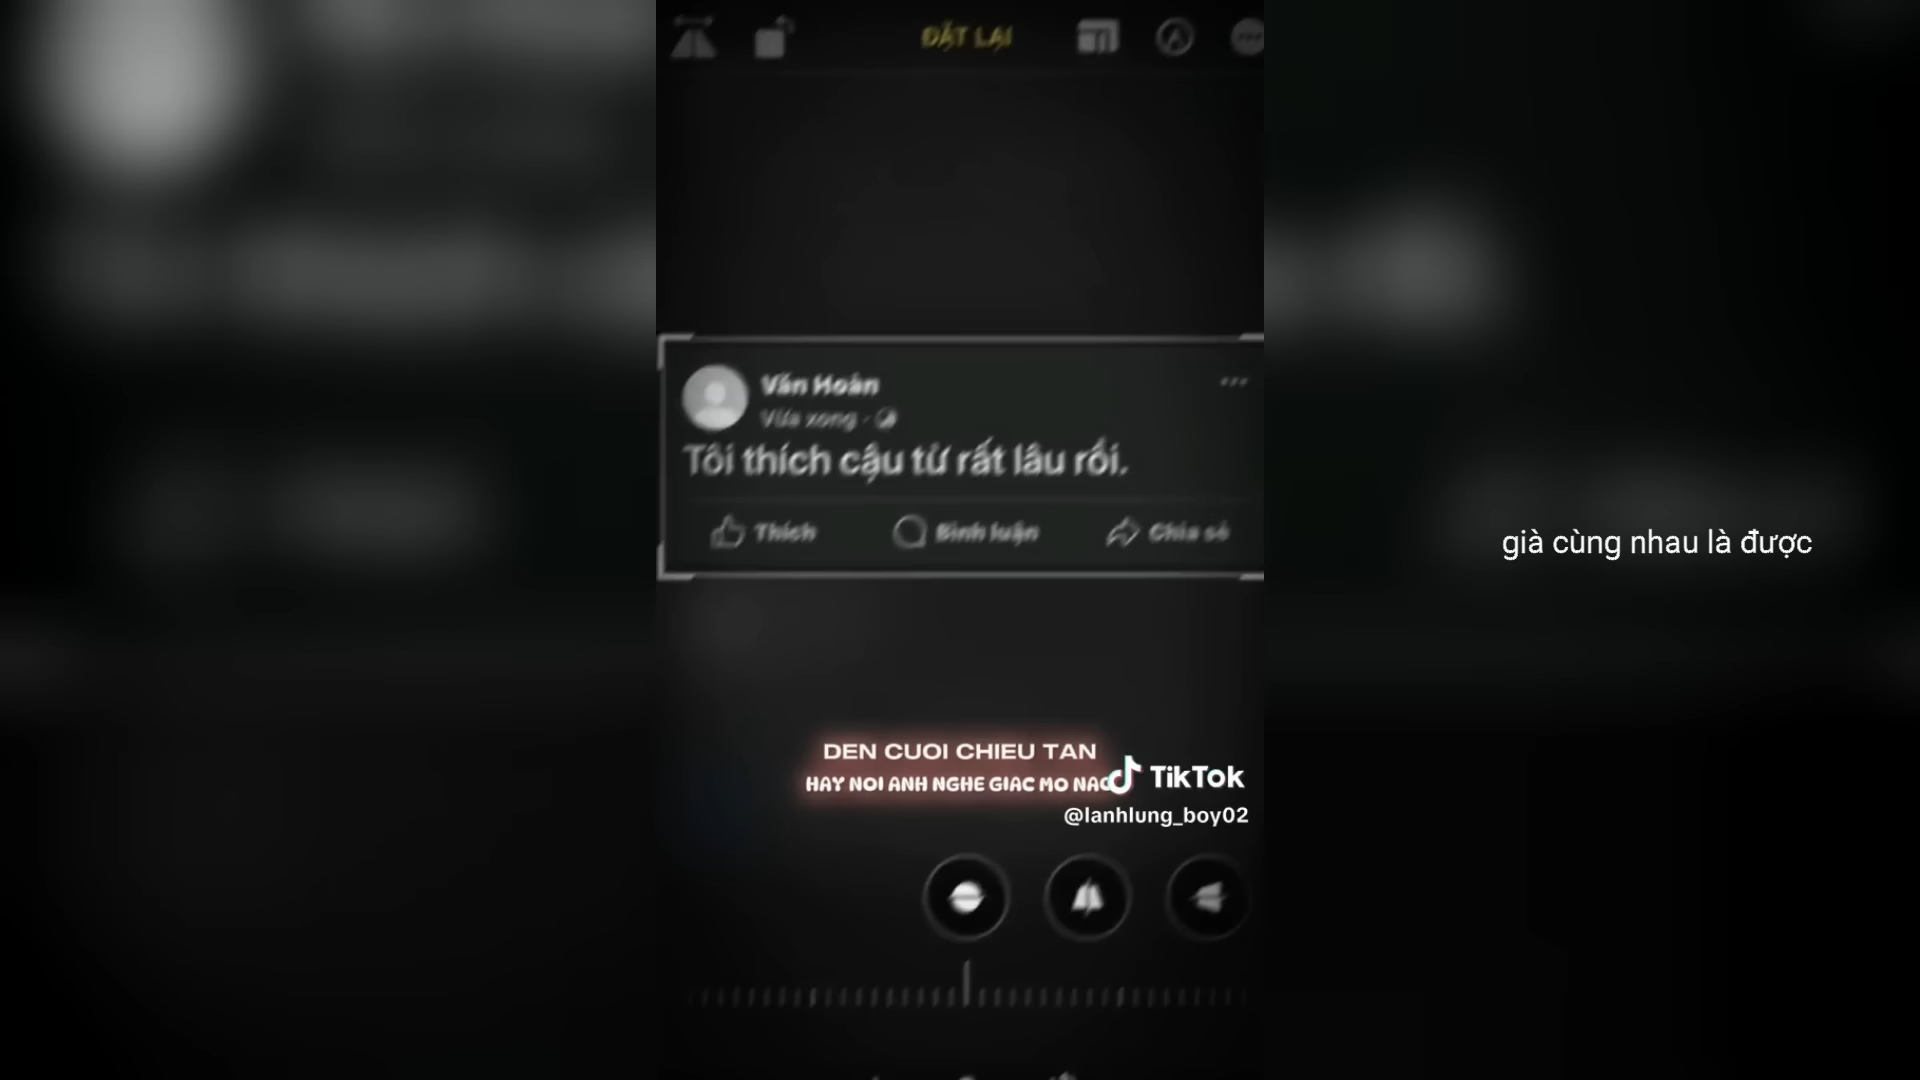 ĐẶT LẠI
Văn Hoàn
Vừa xong
Tôi thích cậu từ rất lâu rồi.
Thích
Bình luận
Chia sẻ
già cùng nhau là được
DEN CUOI CHIEU TAN
HAY NOI ANH NGHE GIAC MO NAO
TikTok
@lanhlung_boy02